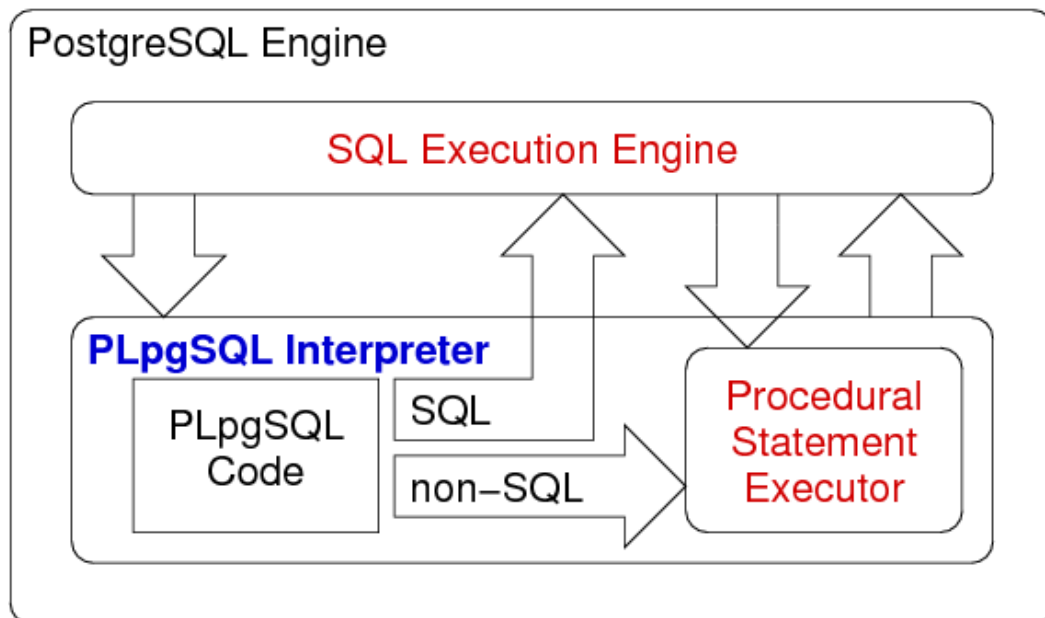 PostgreSQL Engine
SQL Execution Engine
PLpgSQL Interpreter
PLpgSQL
Code
SQL
non−SQL
Procedural
Statement
Executor